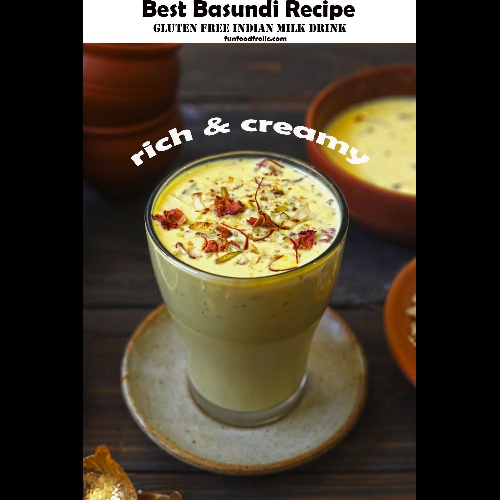 Best Basundi Recipe
GLUTEN FREE INDIAN MILK DRINK
funfoodfrolic.com
rich & creamy